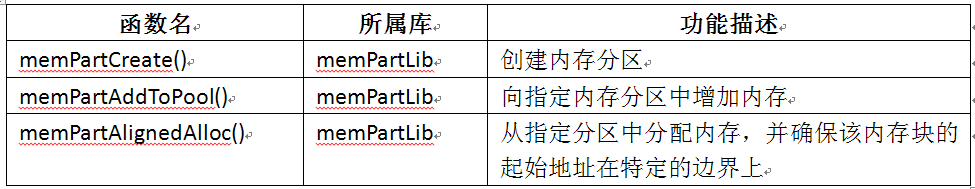 函数名 所属库 功能描述
memPartCreate() memPartLib 创建内存分区
memPartAddToPool() memPartLib 向指定内存分区中增加内存
memPartAlignedAlloc() memPartLib 从指定分区中分配内存，并确保该内存块的
起始地址在特定的边界上